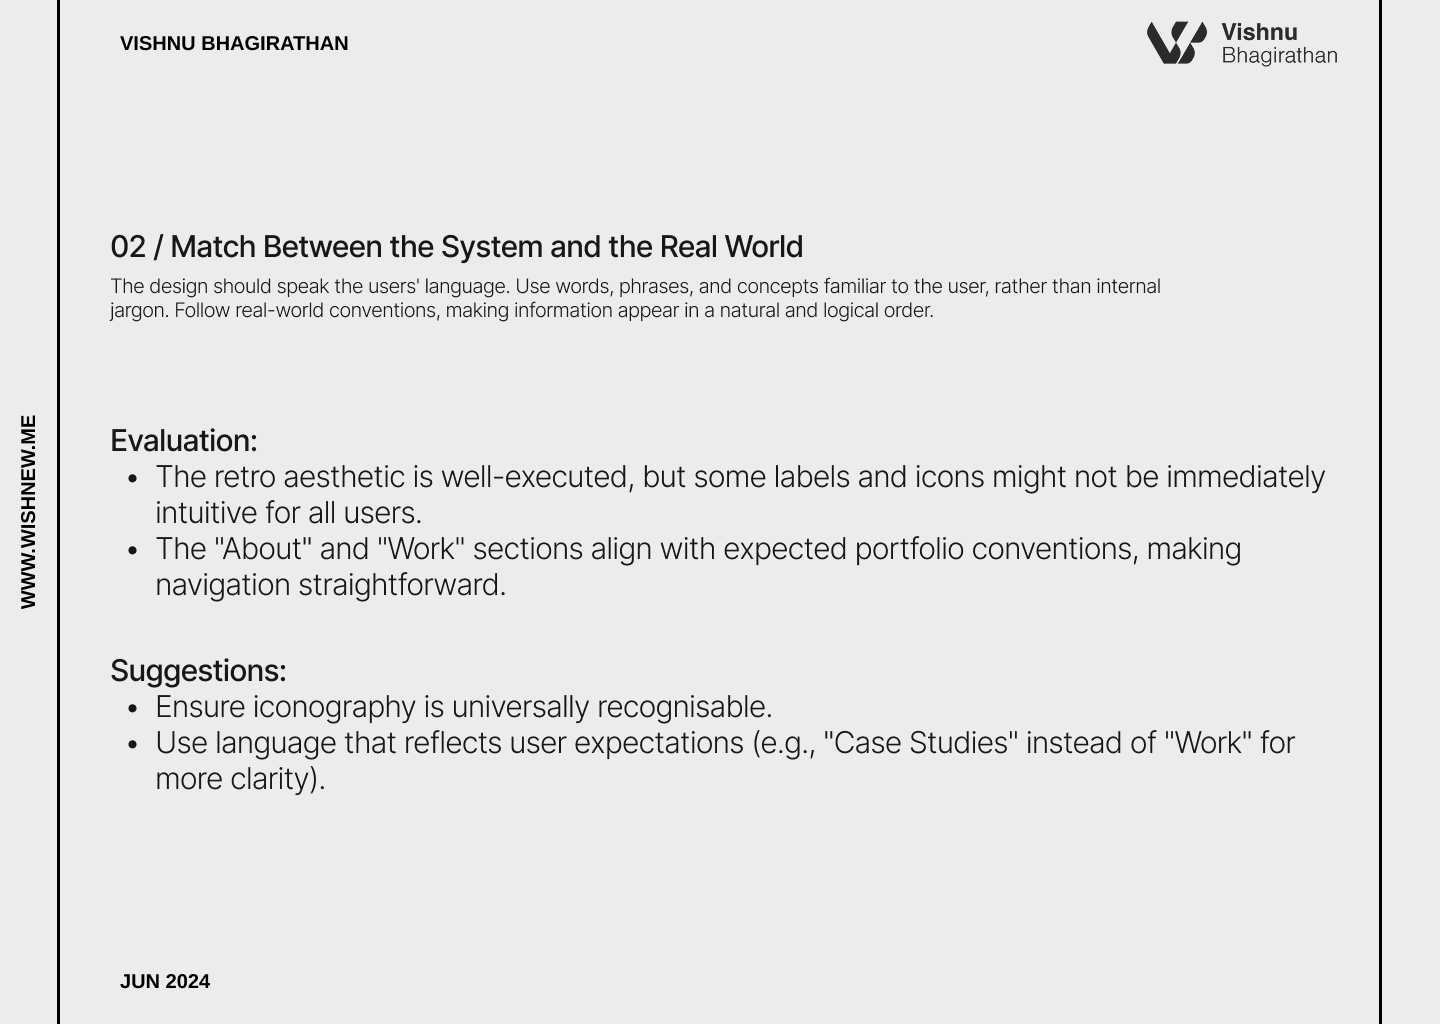 VISHNU BHAGIRATHAN
Vishnu
Bhagirathan
02 / Match Between the System and the Real World
The design should speak the users' language. Use words, phrases, and concepts familiar to the user, rather than internal
jargon. Follow real-world conventions, making information appear in a natural and logical order.
WWW.WISHNEW.ME
Evaluation:
• The retro aesthetic is well-executed, but some labels and icons might not be immediately
intuitive for all users.
• The "About" and "Work" sections align with expected portfolio conventions, making
navigation straightforward.
Suggestions:
• Ensure iconography is universally recognisable.
• Use language that reflects user expectations (e.g., "Case Studies" instead of "Work" for
more clarity).
JUN 2024